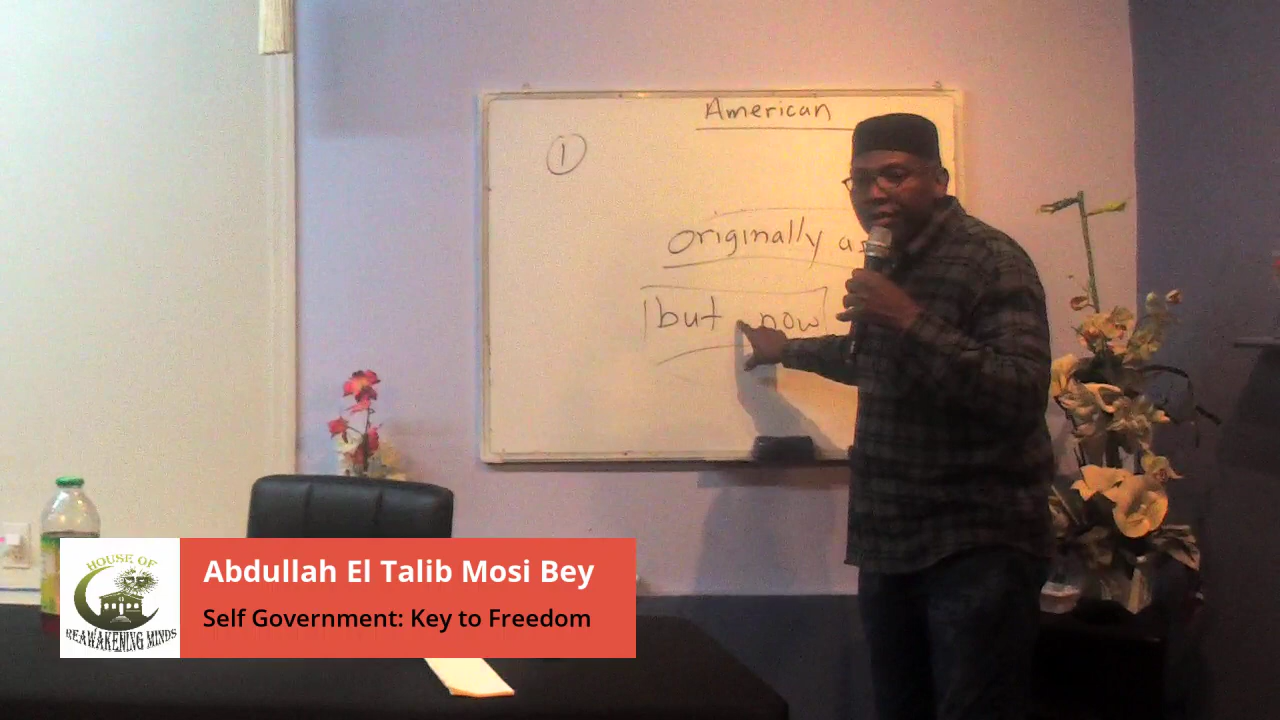 American
1
originally
but now
HOUSE OF
REAWAKENING MINDS
Abdullah El Talib Mosi Bey
Self Government: Key to Freedom